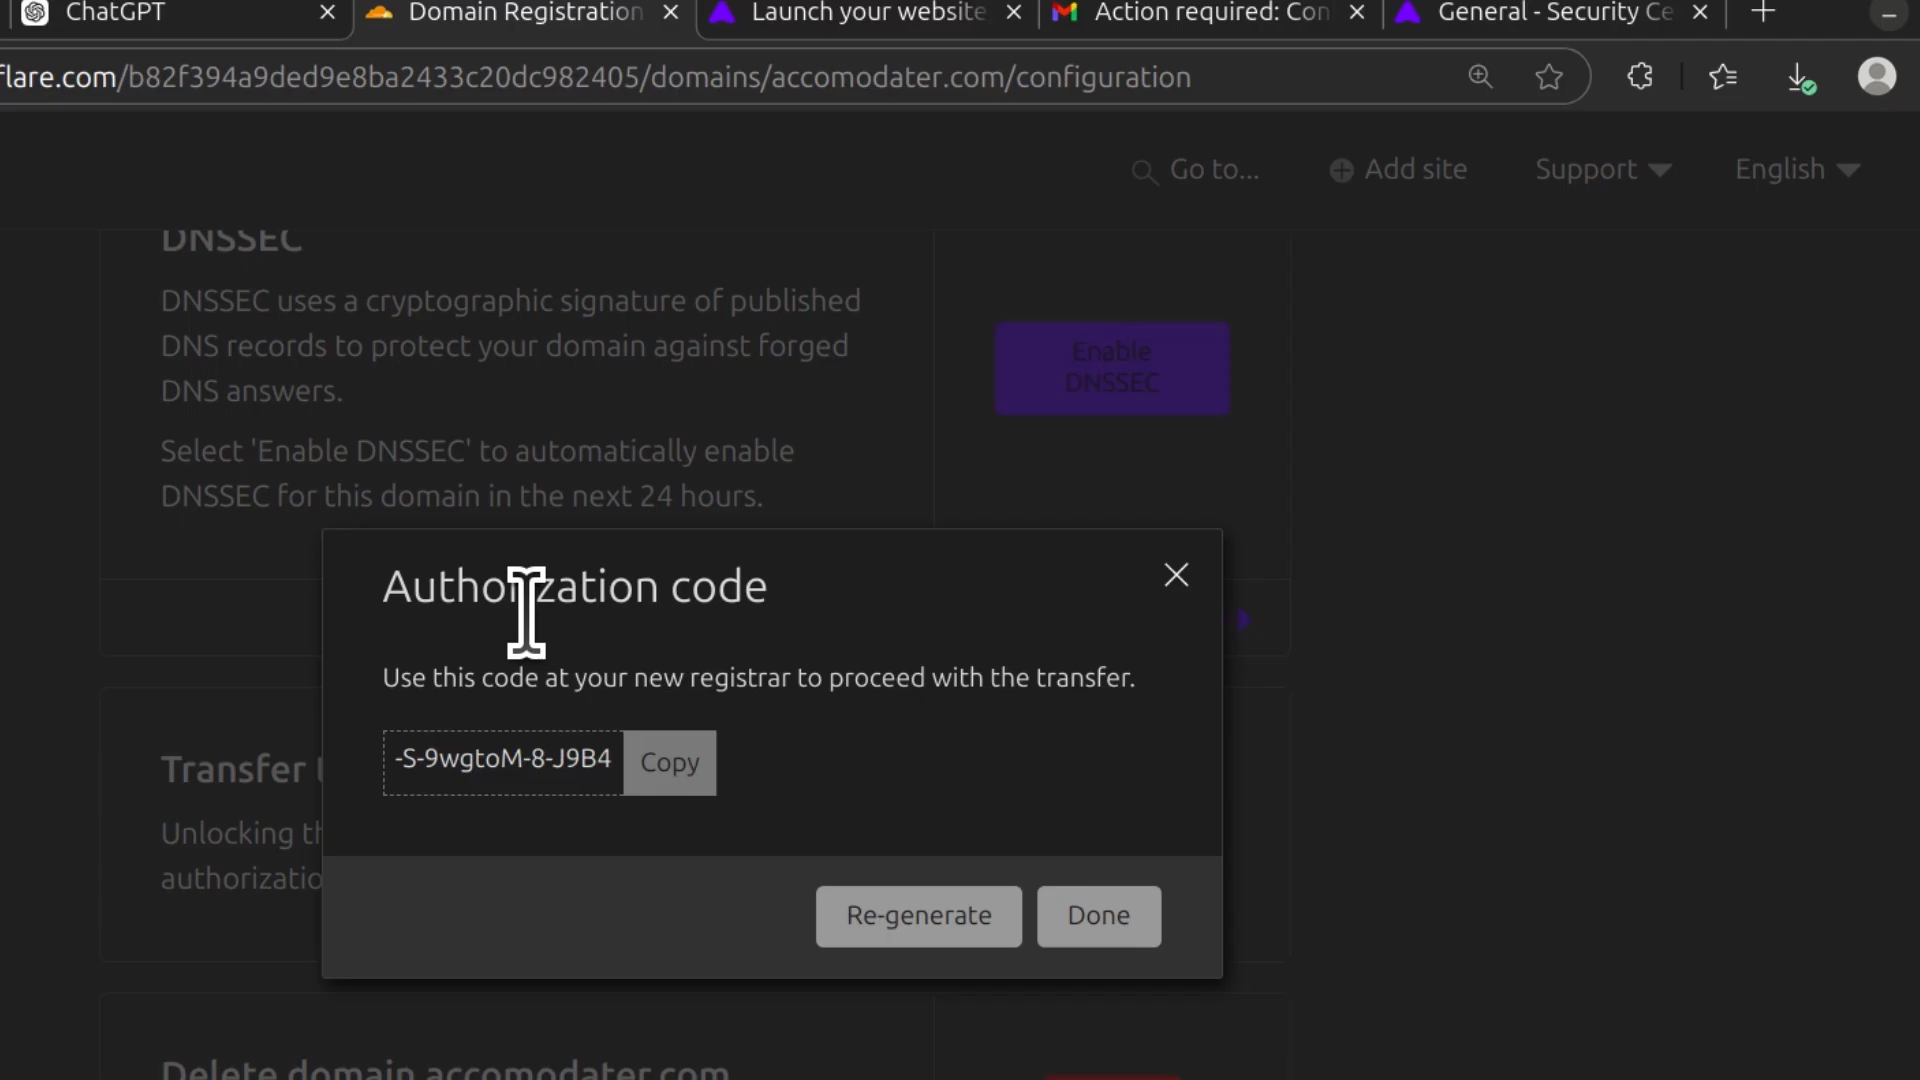 ChatGPT
Domain Registration
Launch your website
Action required: Con
General - Security Ce
flare.com/b82f394a9ded9e8ba2433c20dc982405/domains/accomodater.com/configuration
Go to...
Add site
Support
English
DNSSEC
DNSSEC uses a cryptographic signature of published
DNS records to protect your domain against forged
DNS answers.
Enable
DNSSEC
Select 'Enable DNSSEC' to automatically enable
DNSSEC for this domain in the next 24 hours.
Authorization code
Use this code at your new registrar to proceed with the transfer.
-S-9wgtoM-8-J9B4
Copy
Transfer
Unlocking th
authorizatio
Re-generate
Done
Delete domain accomodater.com